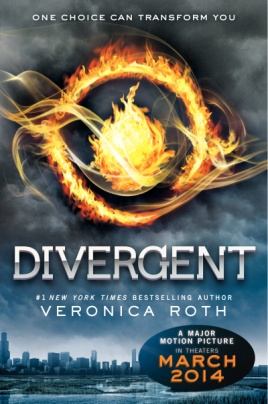 ONE CHOICE CAN TRANSFORM YOU
DIVERGENT
#1 NEW YORK TIMES BESTSELLING AUTHOR
VERONICA ROTH
A MAJOR
MOTION PICTURE
IN THEATERS
MARCH
2014